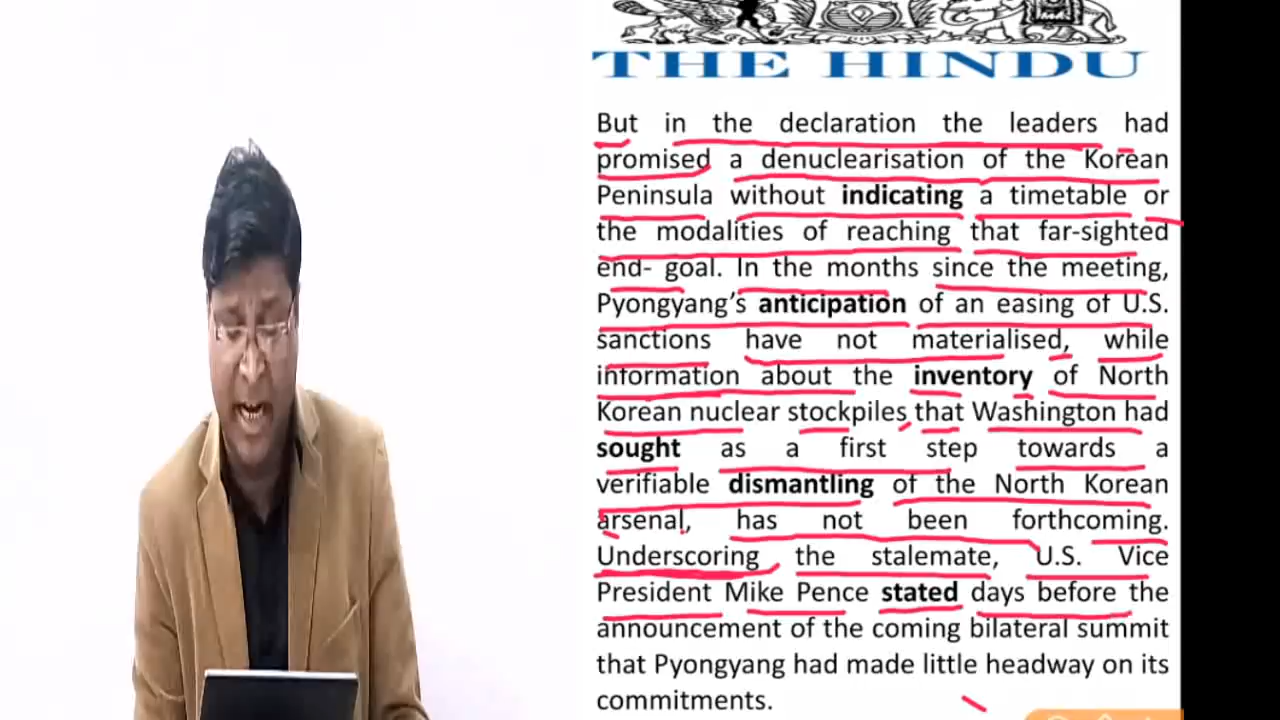 THE HINDU
But in the declaration the leaders had
promised a denuclearisation of the Korean
Peninsula without indicating a timetable or
the modalities of reaching that far-sighted
end- goal. In the months since the meeting,
Pyongyang's anticipation of an easing of U.S.
sanctions have not materialised, while
information about the inventory of North
Korean nuclear stockpiles, that Washington had
sought as a first step towards a
verifiable dismantling of the North Korean
arsenal, has not been forthcoming.
Underscoring the stalemate, U.S. Vice
President Mike Pence stated days before the
announcement of the coming bilateral summit
that Pyongyang had made little headway on its
commitments.